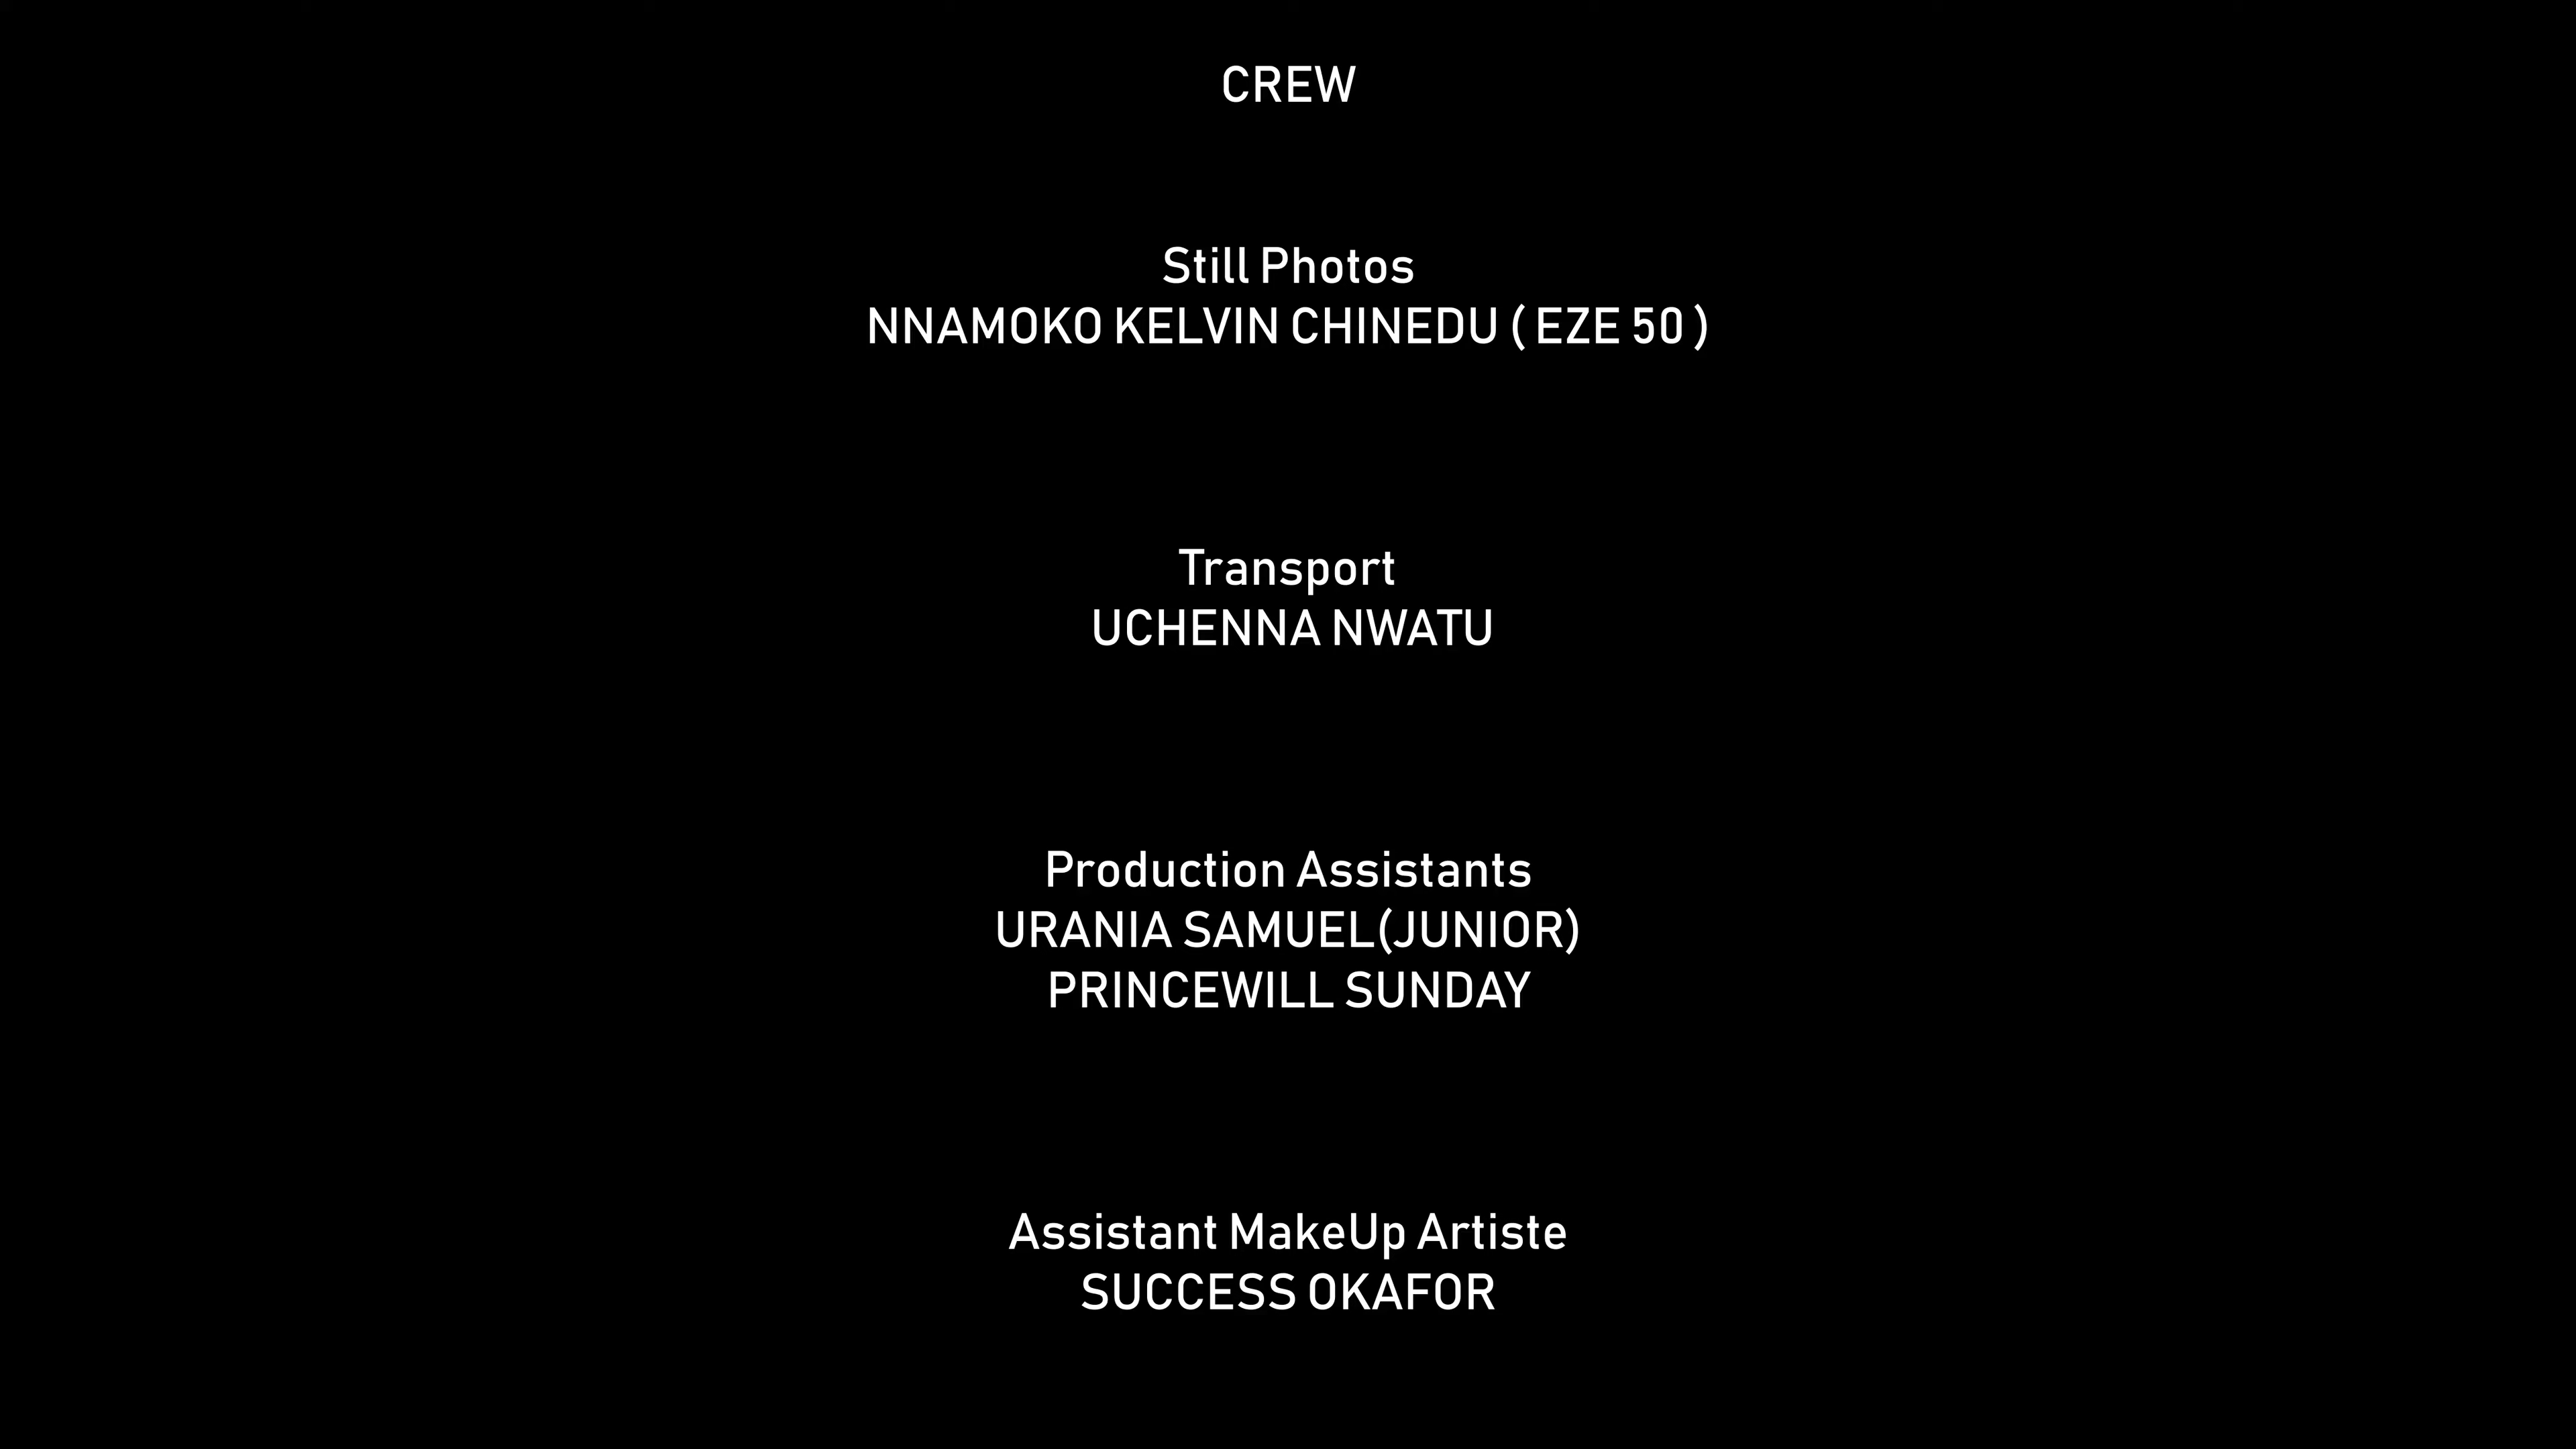 CREW
Still Photos
NNAMOKO KELVIN CHINEDU ( EZE 50 )
Transport
UCHENNA NWATU
Production Assistants
URANIA SAMUEL(JUNIOR)
PRINCEWILL SUNDAY
Assistant MakeUp Artiste
SUCCESS OKAFOR